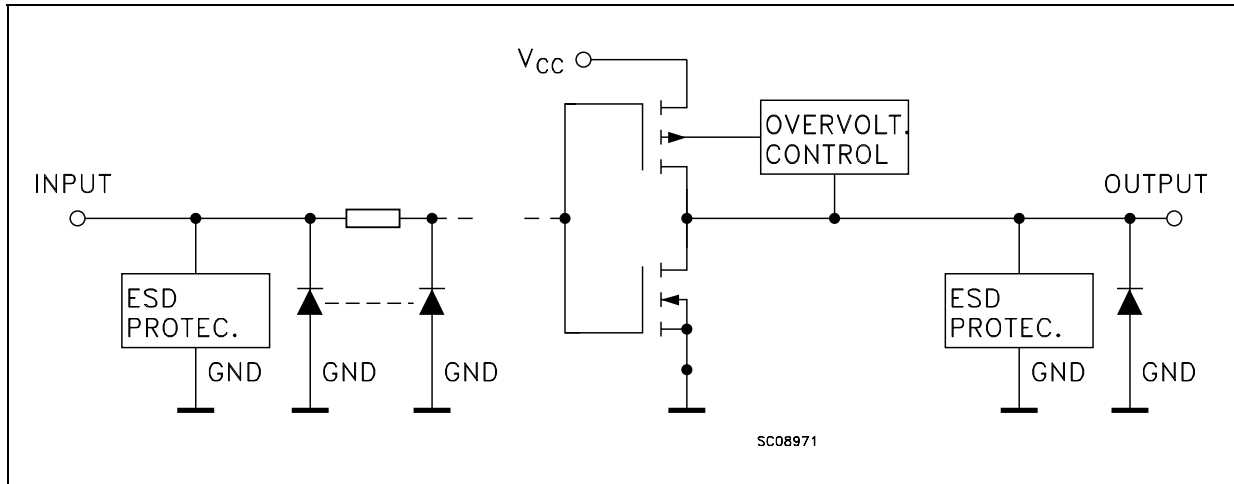 VCC
OVERVOLT.
CONTROL
INPUT
OUTPUT
ESD
PROTEC.
GND
GND
GND
ESD
PROTEC.
GND
GND
SC08971